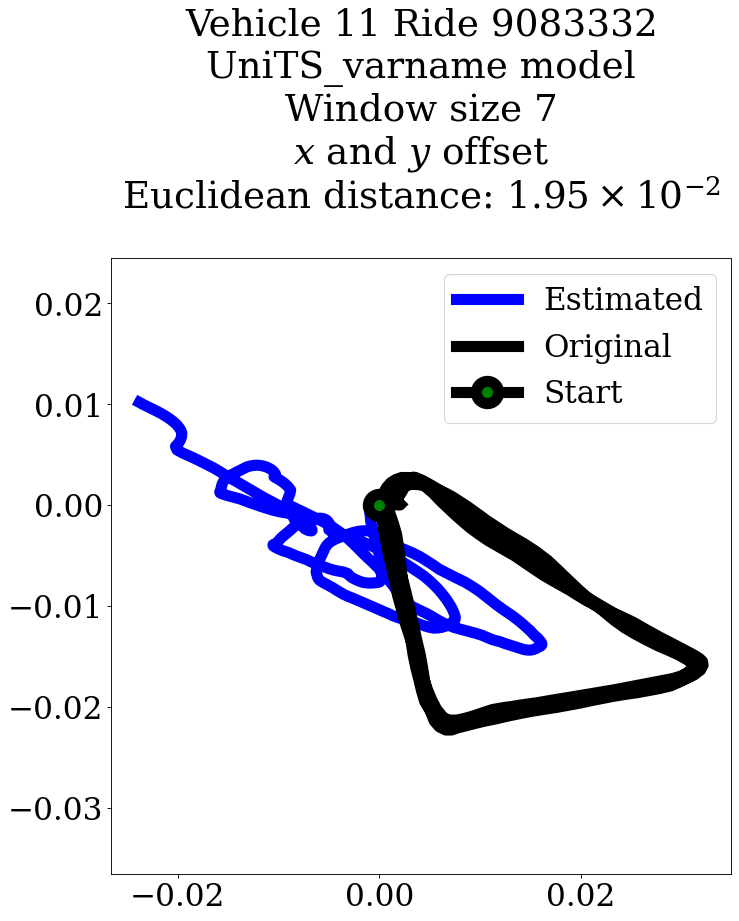 Vehicle 11 Ride 9083332
UniTS_varname model
Window size 7
x and y offset
Euclidean distance: 1.95 × 10⁻²
Estimated
Original
Start
0.02
0.01
0.00
−0.01
−0.02
−0.03
−0.02
0.00
0.02